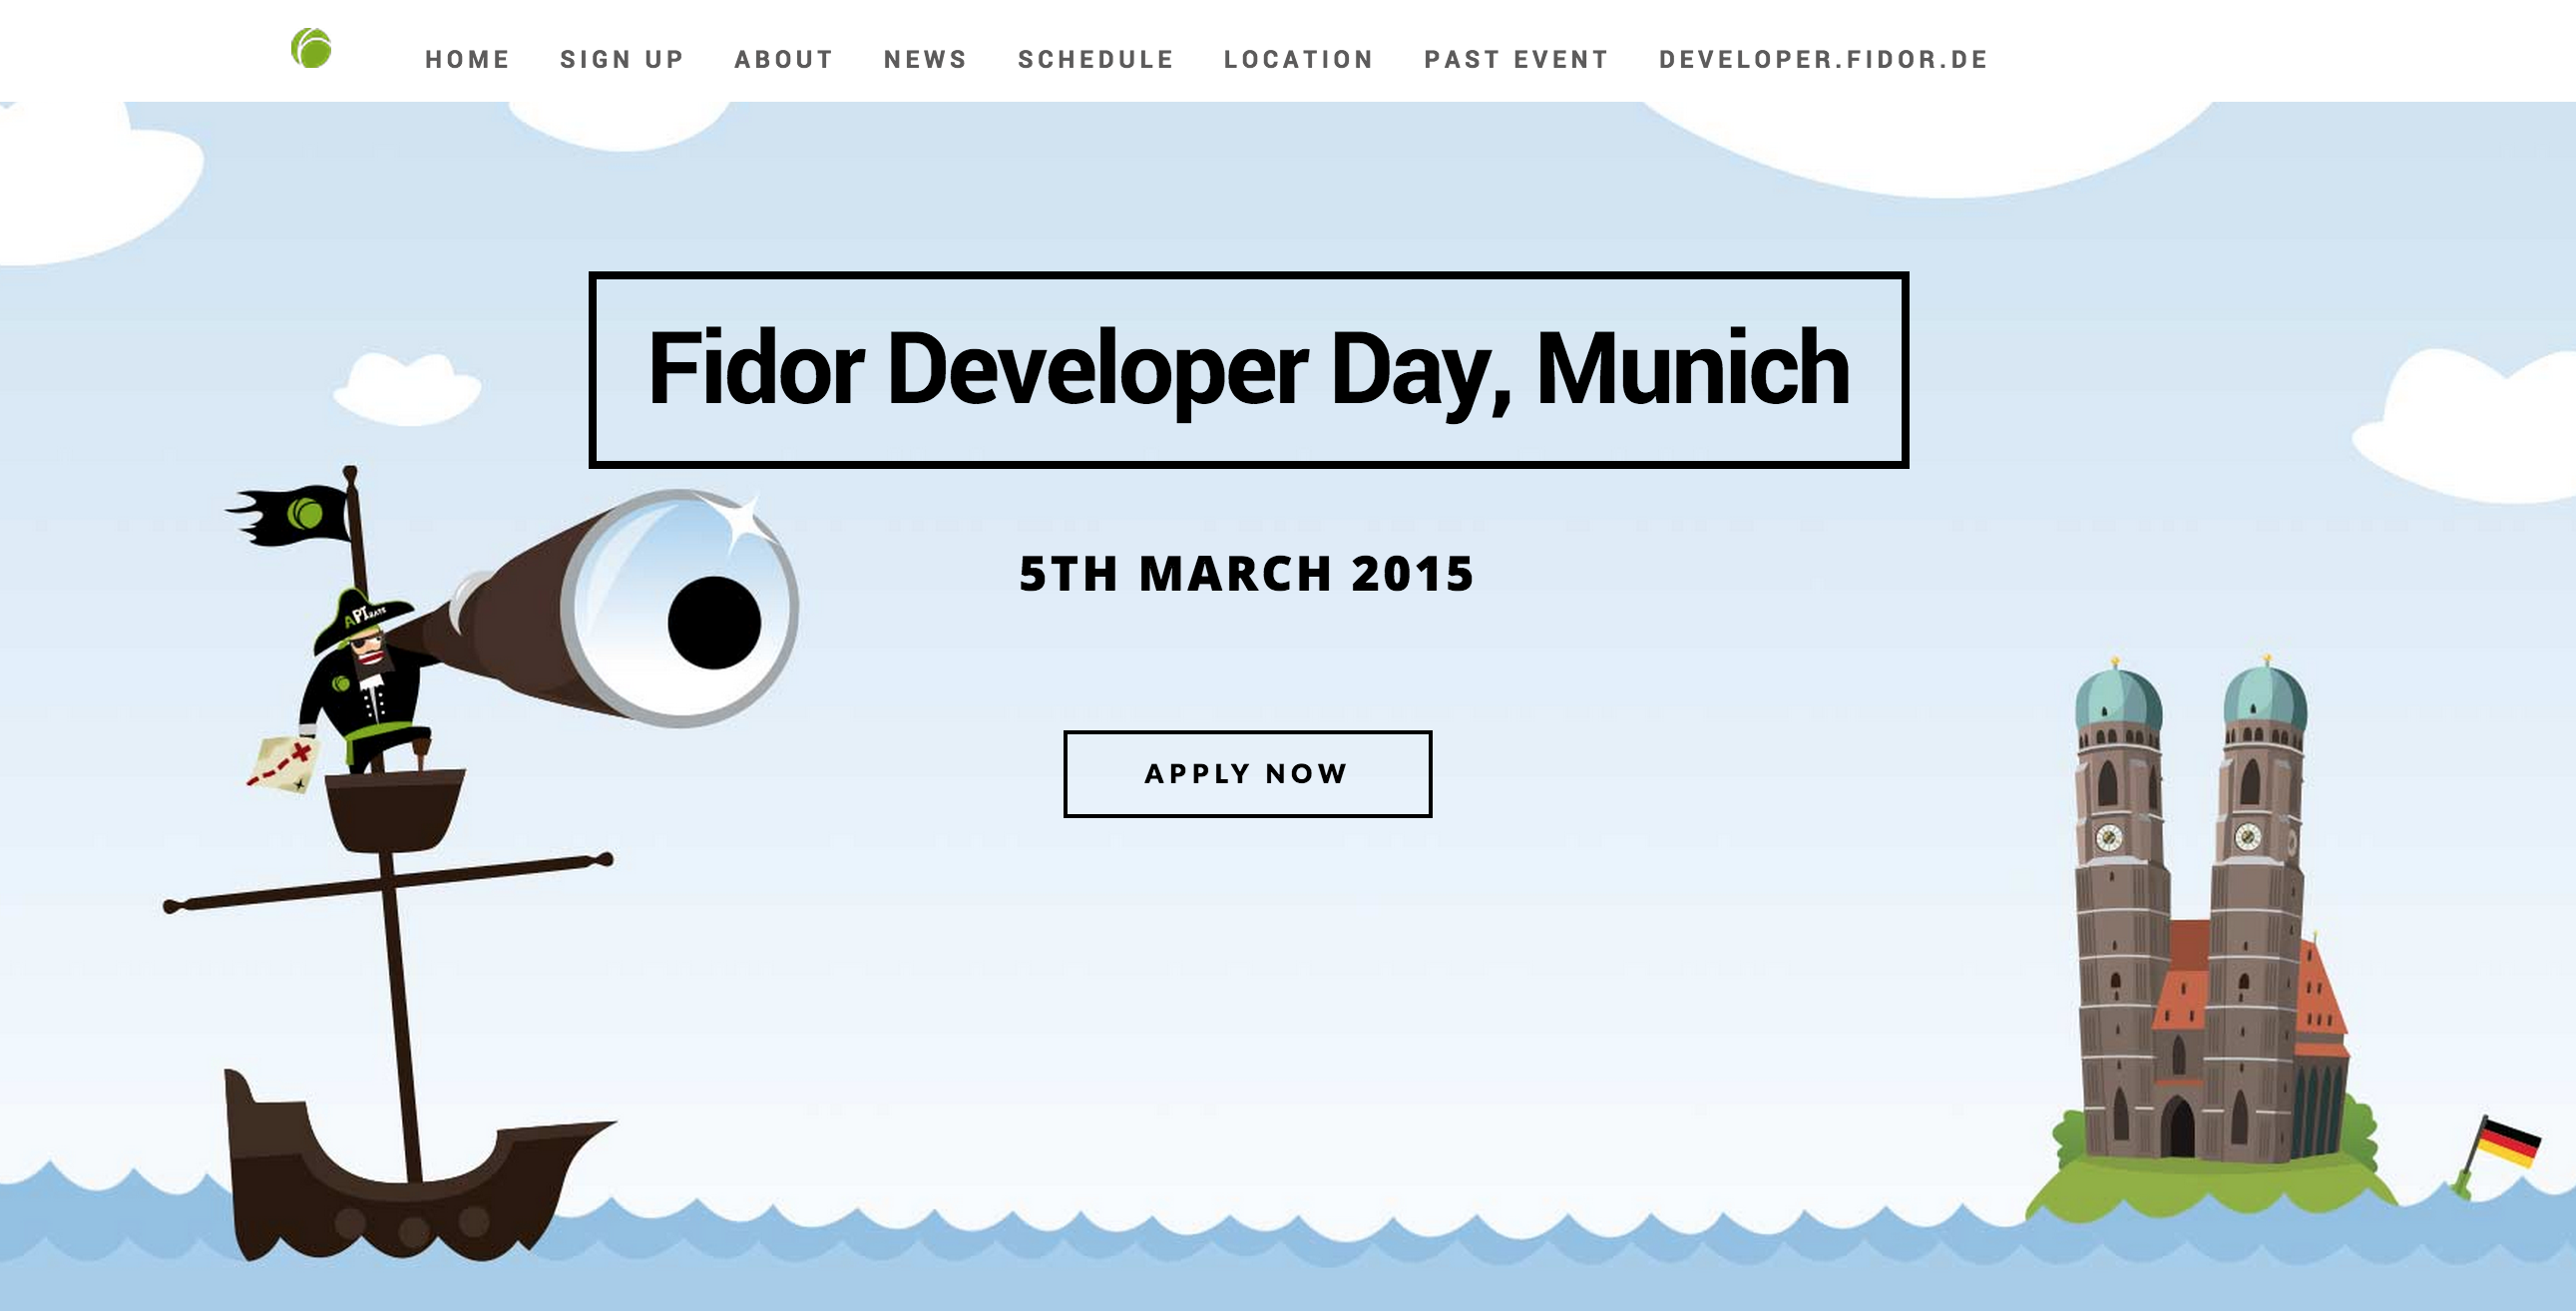 HOME SIGN UP ABOUT NEWS SCHEDULE LOCATION PAST EVENT DEVELOPER.FIDOR.DE
Fidor Developer Day, Munich
5TH MARCH 2015
APIRATE
APPLY NOW